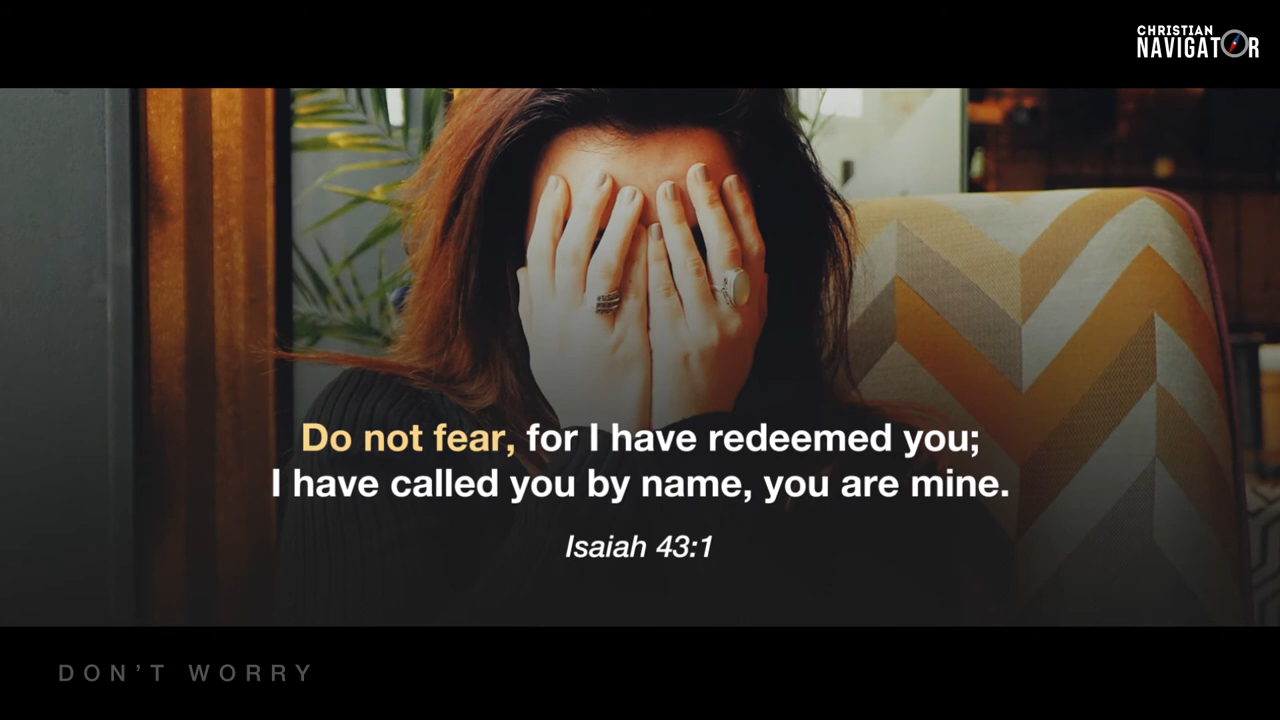 CHRISTIAN
NAVIGATOR
Do not fear, for I have redeemed you;
I have called you by name, you are mine.
Isaiah 43:1
DON’T WORRY